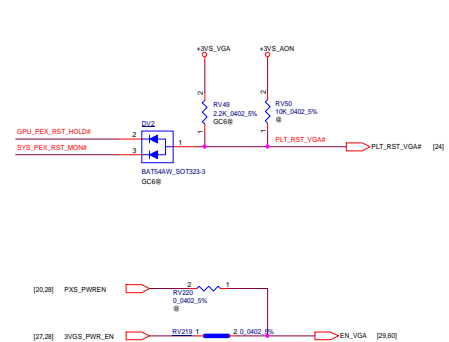 +3VS_VGA
+3VS_AON
2
2
RV49
2.2K_0402_5%
GC6@
RV50
10K_0402_5%
@
1
1
DV2
GPU_PEX_RST_HOLD#
2
SYS_PEX_RST_MON#
3
1
PLT_RST_VGA#
PLT_RST_VGA#
[24]
BAT54AW_SOT323-3
GC6@
[20,28]
PXS_PWREN
2
1
RV220
0_0402_5%
@
[27,28]
3VGS_PWR_EN
RV219
1
2
0_0402_5%
EN_VGA
[29,60]